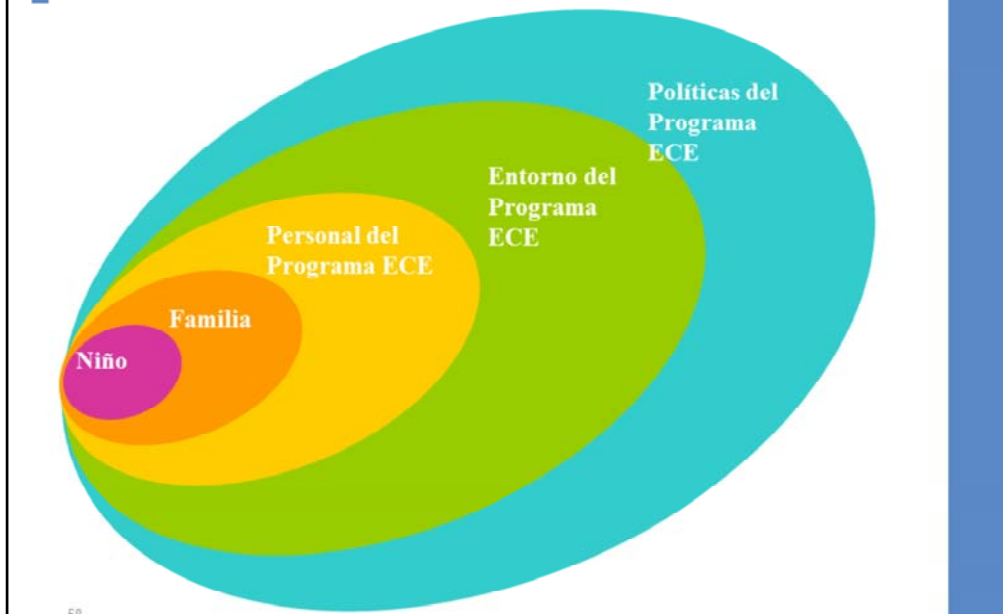 Políticas del
Programa
ECE
Entorno del
Programa
ECE
Personal del
Programa ECE
Familia
Niño